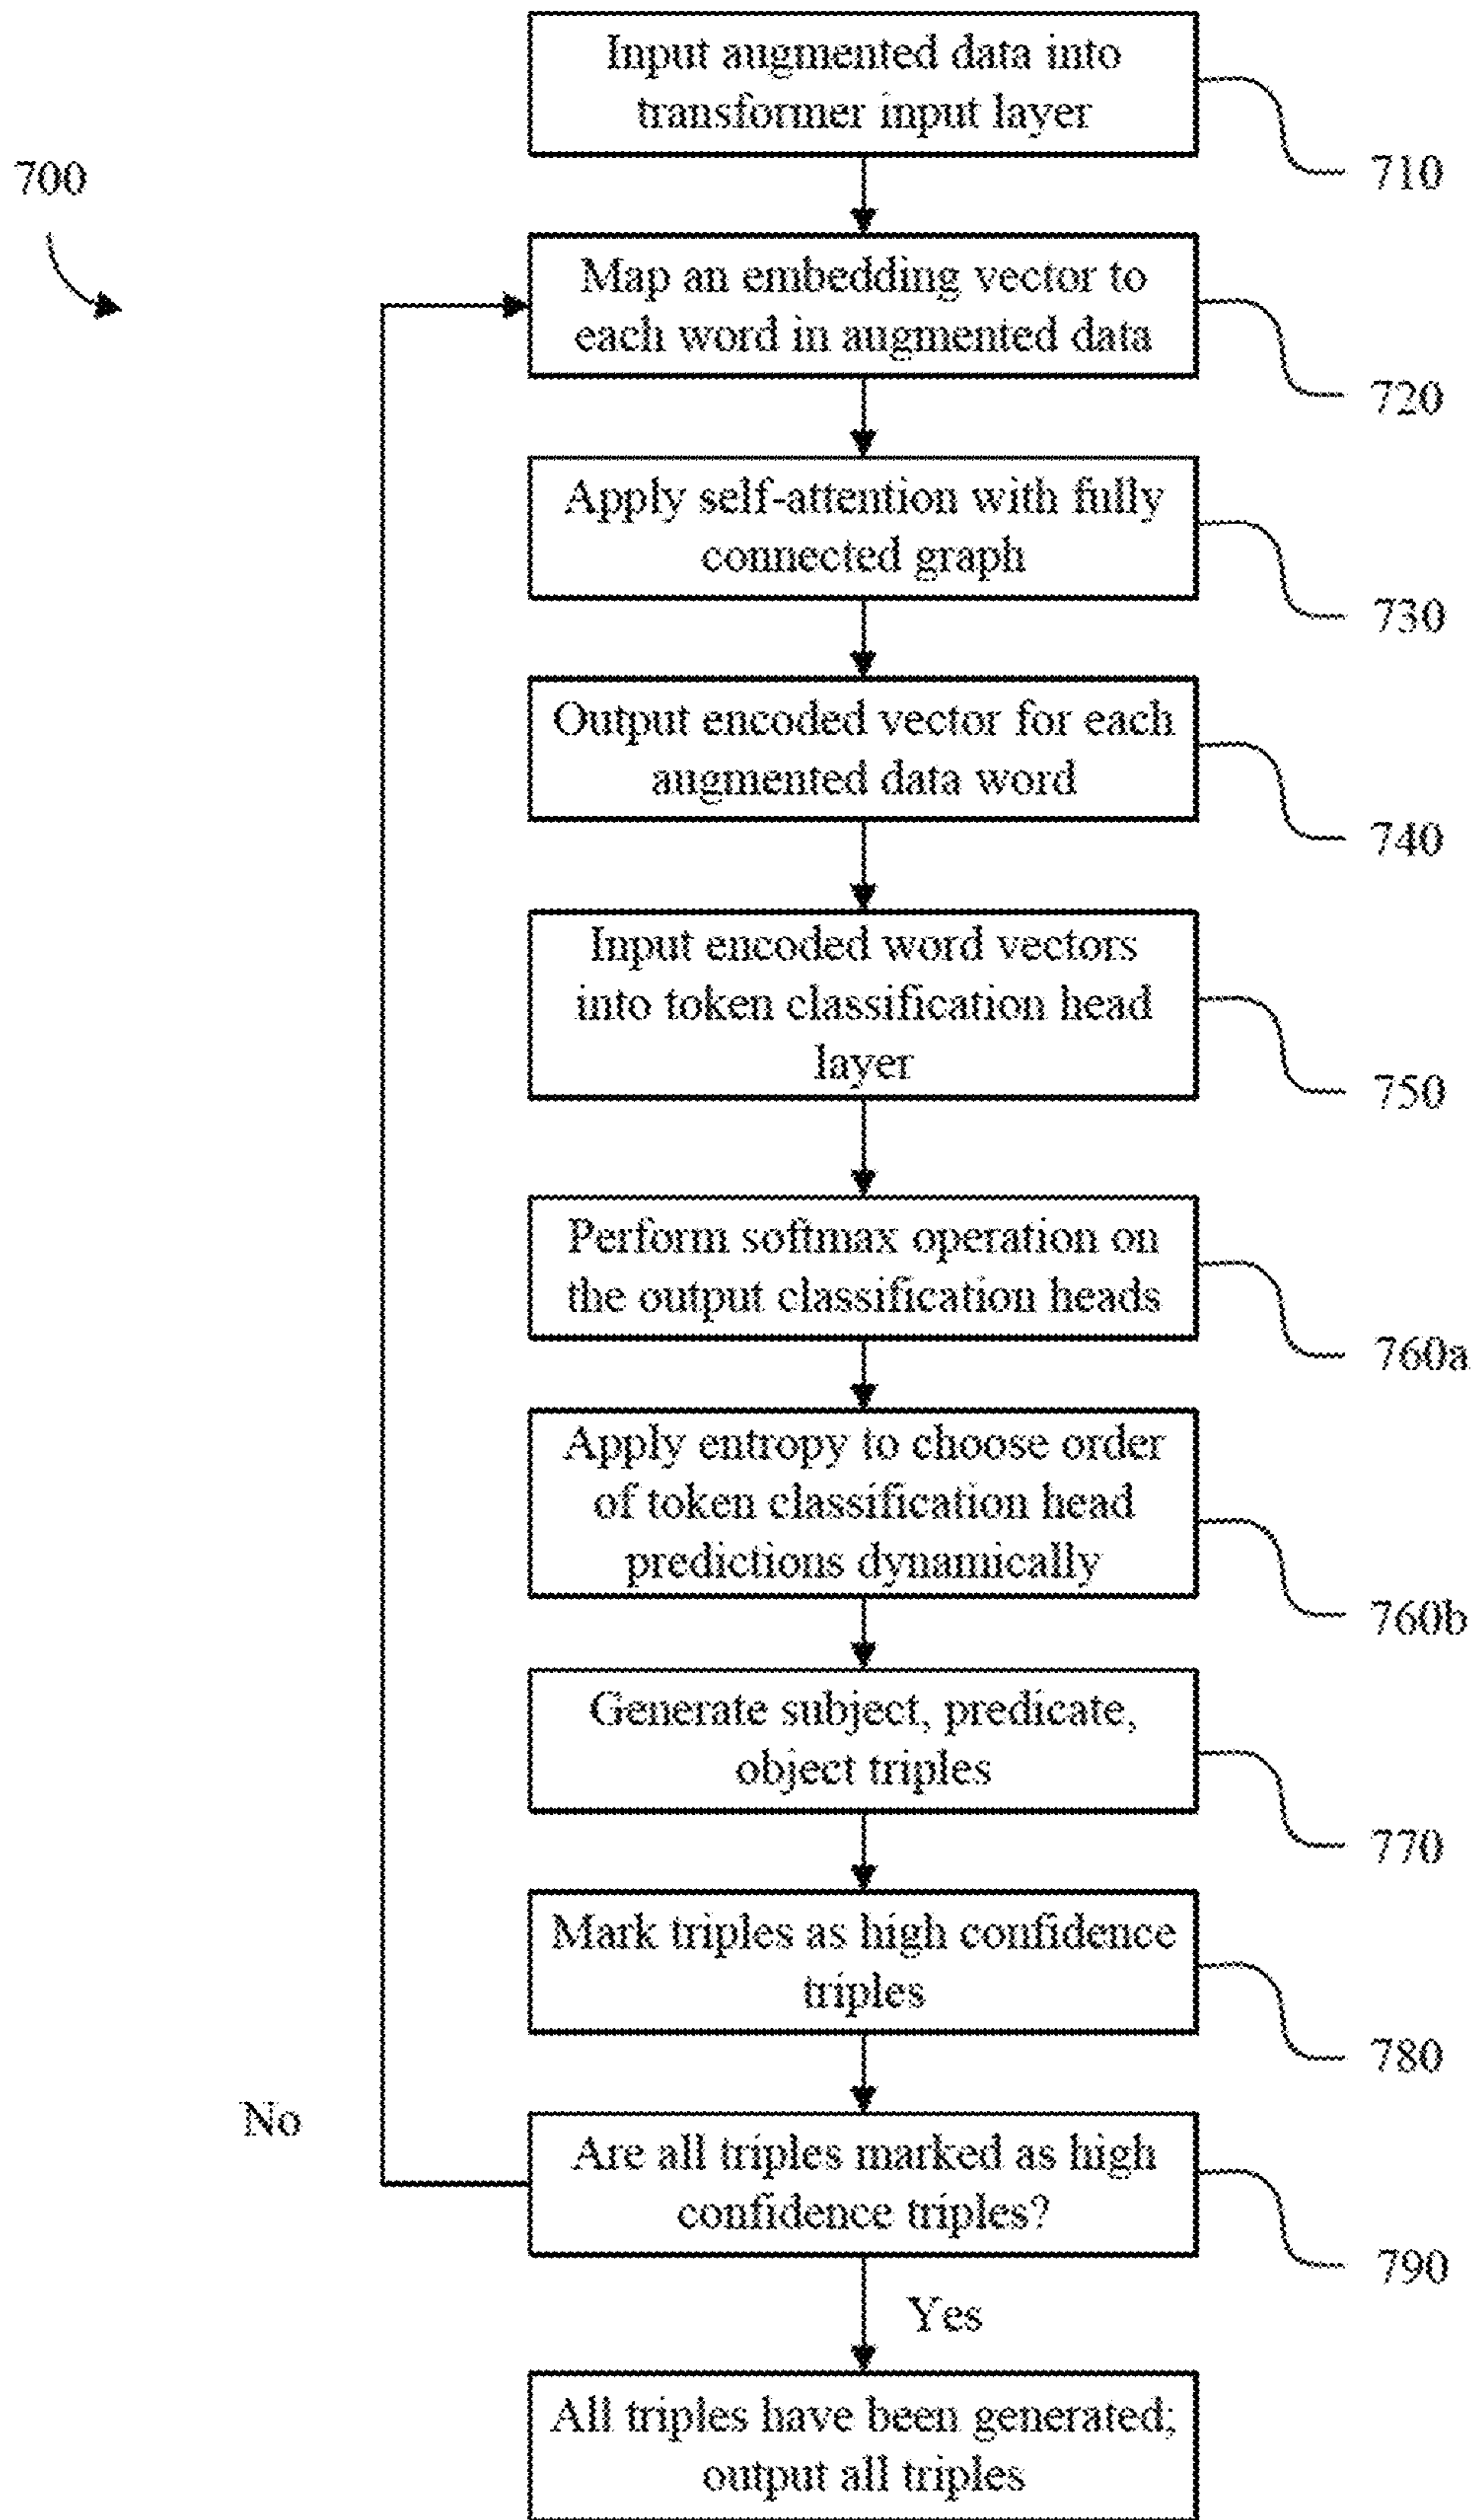 Input augmented data into
transformer input layer
710
700
Map an embedding vector to
each word in augmented data
720
Apply self-attention with fully
connected graph
730
Output encoded vector for each
augmented data word
740
Input encoded word vectors
into token classification head
layer
750
Perform softmax operation on
the output classification heads
760a
Apply entropy to choose order
of token classification head
predictions dynamically
760b
Generate subject, predicate,
object triples
770
Mark triples as high confidence
triples
780
No
Are all triples marked as high
confidence triples?
790
Yes
All triples have been generated;
output all triples